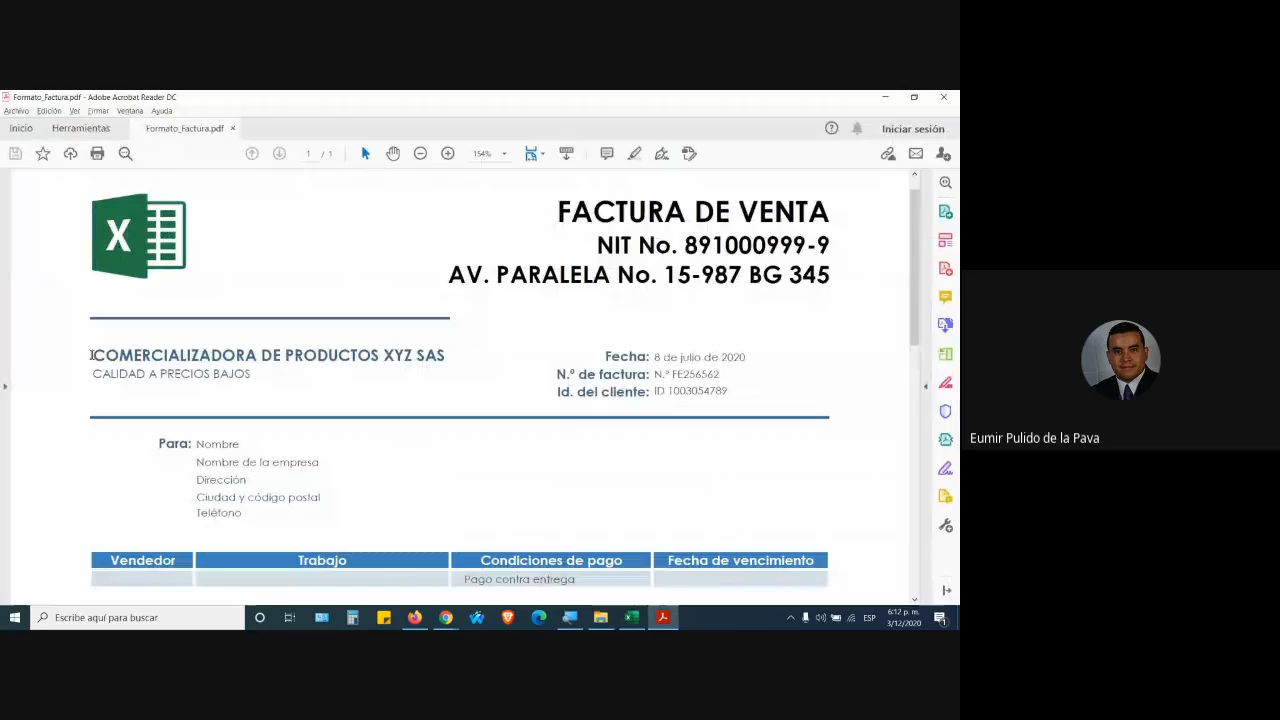 Formato_Factura.pdf - Adobe Acrobat Reader DC
Archivo Edición Ver Firmar Ventana Ayuda
Inicio Herramientas Formato_Factura.pdf × Iniciar sesión
1 / 1 154%
X
FACTURA DE VENTA
NIT No. 891000999-9
AV. PARALELA No. 15-987 BG 345
COMERCIALIZADORA DE PRODUCTOS XYZ SAS
CALIDAD A PRECIOS BAJOS
Fecha: 8 de julio de 2020
N.º de factura: N.º FE256562
Id. del cliente: ID 1003054789
Para: Nombre
Nombre de la empresa
Dirección
Ciudad y código postal
Teléfono
Vendedor Trabajo Condiciones de pago Fecha de vencimiento
Pago contra entrega
Eumir Pulido de la Pava
Escribe aquí para buscar
ESP
6:12 p. m.
3/12/2020
1